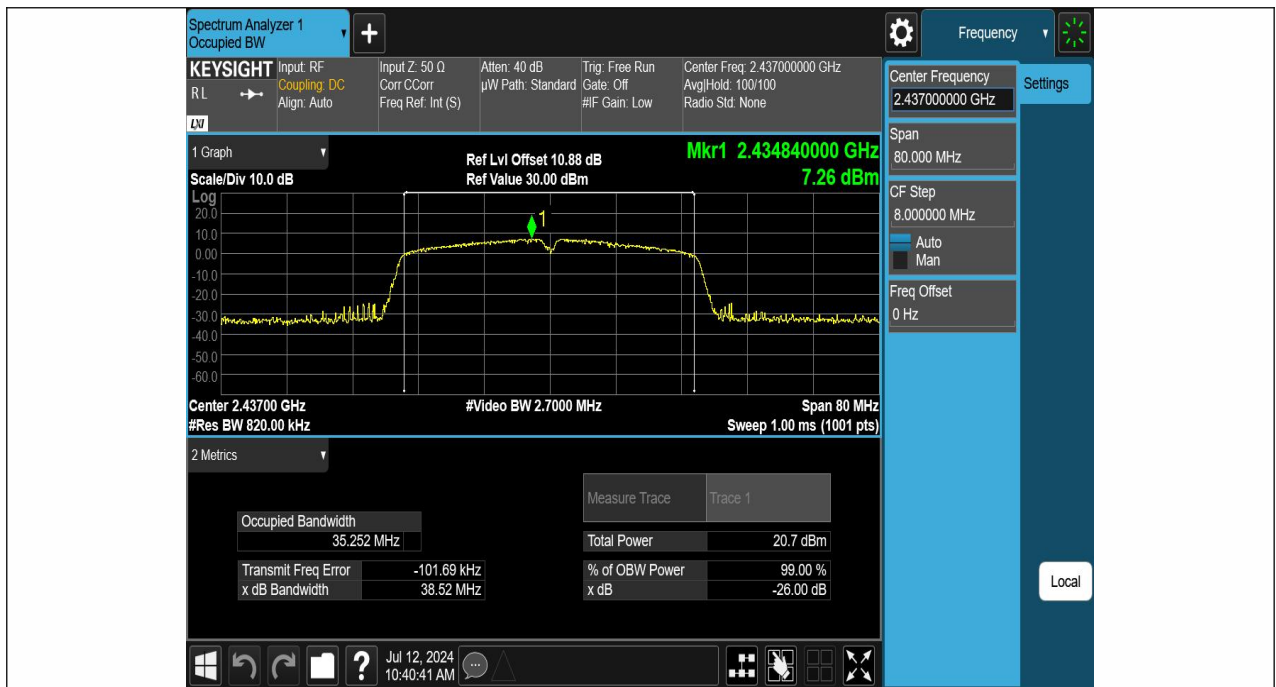 Spectrum Analyzer 1
Occupied BW
Frequency
KEYSIGHT
R L
LXI
Input: RF
Coupling: DC
Align: Auto
Input Z: 50 Ω
Corr CCorr
Freq Ref: Int (S)
Atten: 40 dB
µW Path: Standard
Trig: Free Run
Gate: Off
#IF Gain: Low
Center Freq: 2.437000000 GHz
Avg|Hold: 100/100
Radio Std: None
Center Frequency
2.437000000 GHz
Settings
Span
80.000 MHz
CF Step
8.000000 MHz
Auto
Man
Freq Offset
0 Hz
Local
1 Graph
Scale/Div 10.0 dB
Ref Lvl Offset 10.88 dB
Ref Value 30.00 dBm
Mkr1 2.434840000 GHz
7.26 dBm
Log
20.0
10.0
0.00
-10.0
-20.0
-30.0
-40.0
-50.0
-60.0
1
Center 2.43700 GHz
#Video BW 2.7000 MHz
Span 80 MHz
#Res BW 820.00 kHz
Sweep 1.00 ms (1001 pts)
2 Metrics
Measure Trace Trace 1
Occupied Bandwidth
35.252 MHz
Total Power 20.7 dBm
Transmit Freq Error -101.69 kHz
% of OBW Power 99.00 %
x dB Bandwidth 38.52 MHz
x dB -26.00 dB
?
Jul 12, 2024
10:40:41 AM